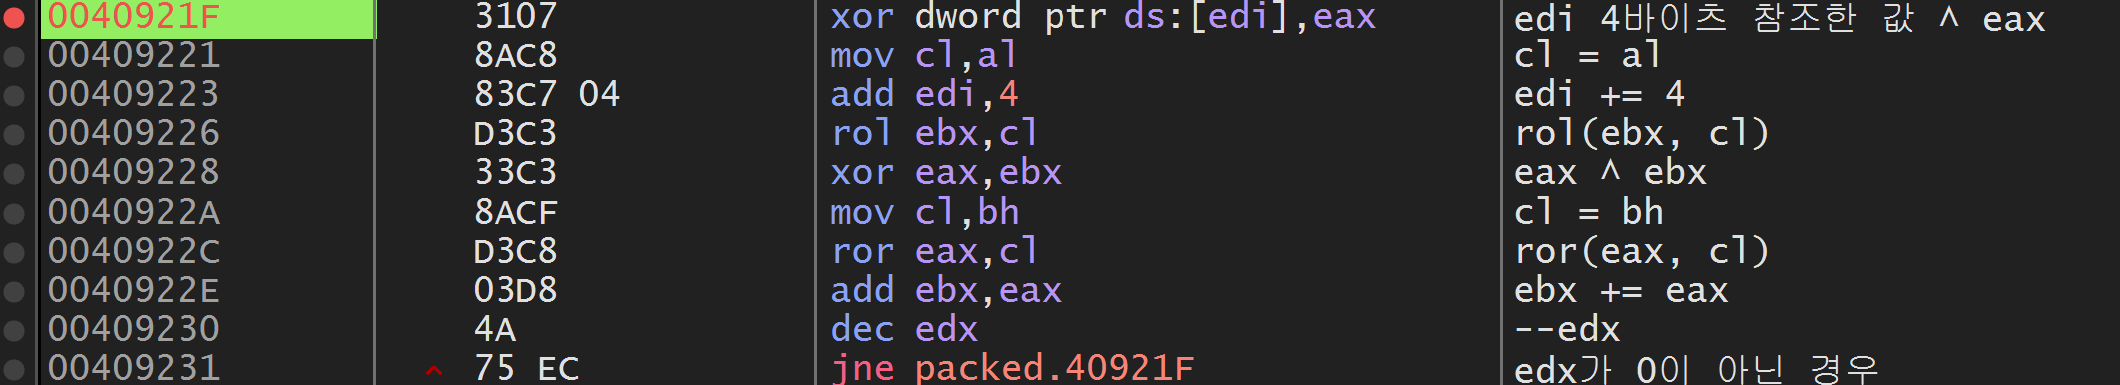 0040921F 3107 xor dword ptr ds:[edi],eax edi 4바이츠 참조한 값 ^ eax
00409221 8AC8 mov cl,al cl = al
00409223 83C7 04 add edi,4 edi += 4
00409226 D3C3 rol ebx,cl rol(ebx, cl)
00409228 33C3 xor eax,ebx eax ^ ebx
0040922A 8ACF mov cl,bh cl = bh
0040922C D3C8 ror eax,cl ror(eax, cl)
0040922E 03D8 add ebx,eax ebx += eax
00409230 4A dec edx --edx
00409231 75 EC jne packed.40921F edx가 0이 아닌 경우